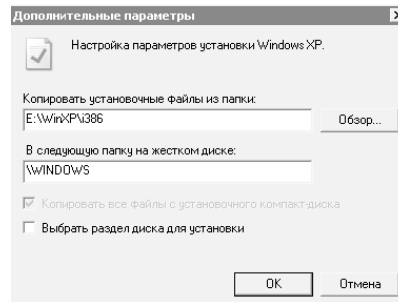 Дополнительные параметры
Настройка параметров установки Windows XP.
Копировать установочные файлы из папки:
E:\WinXP\i386
Обзор...
В следующую папку на жестком диске:
\WINDOWS
Копировать все файлы с установочного компакт-диска
Выбрать раздел диска для установки
OK Отмена